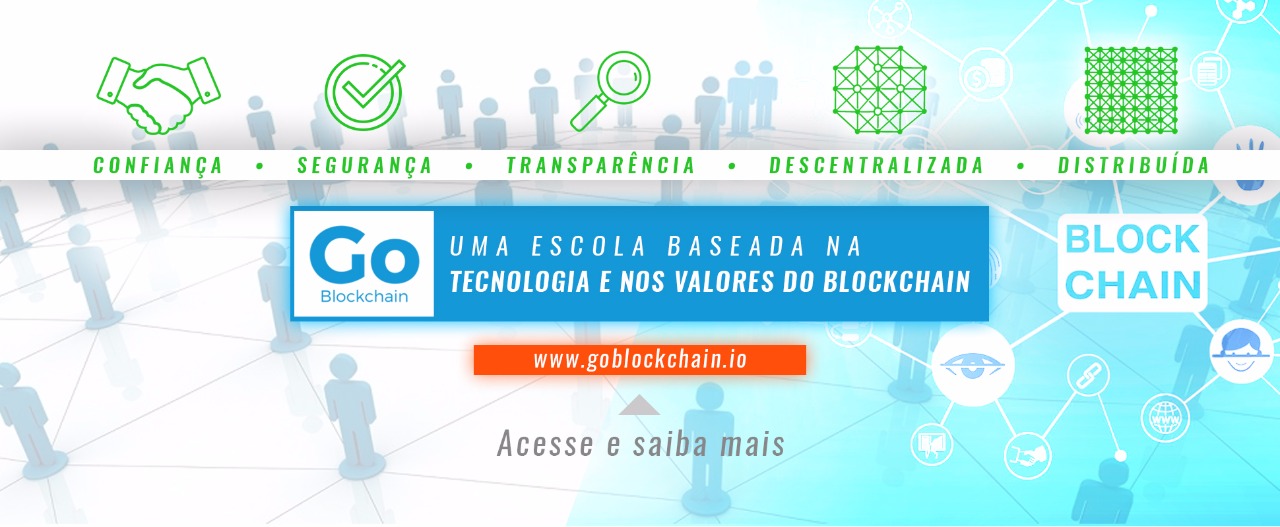 CONFIANÇA • SEGURANÇA • TRANSPARÊNCIA • DESCENTRALIZADA • DISTRIBUÍDA
Go
Blockchain
UMA ESCOLA BASEADA NA
TECNOLOGIA E NOS VALORES DO BLOCKCHAIN
BLOCK
CHAIN
www.goblockchain.io
WWW
Acesse e saiba mais